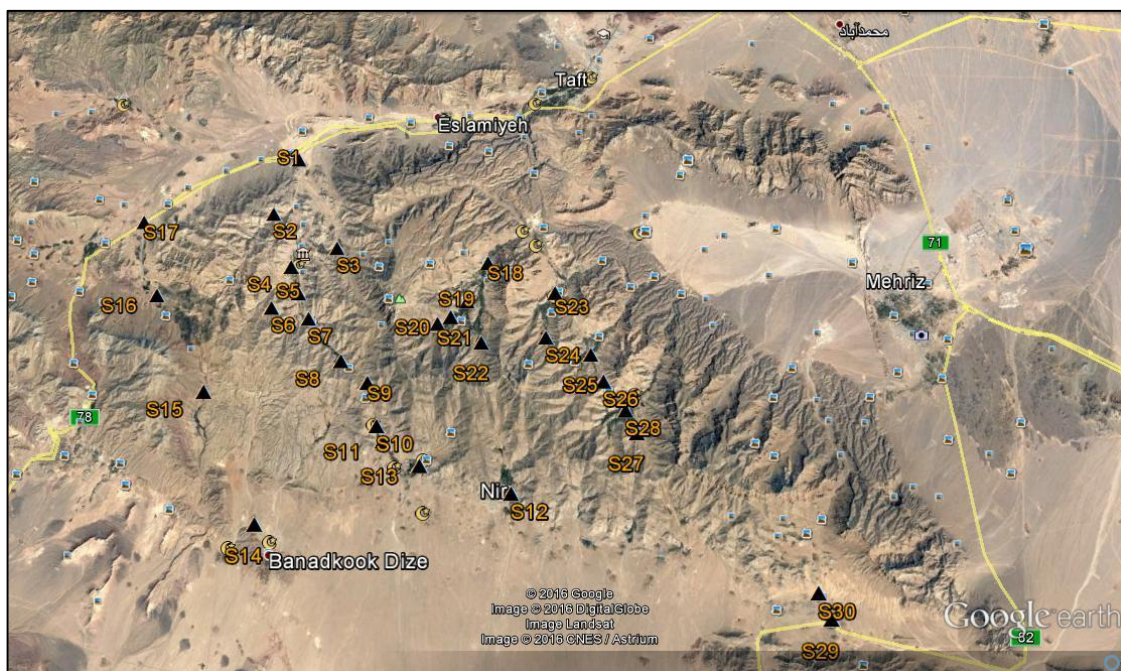 محمدآباد
Taft
Eslamiyeh
S1
S2
S17
S3
71
S18
S4
S5
Mehriz
S16
S19
S23
S6
S7
S20
S21
S24
S22
S8
S25
S9
S26
S15
78
S28
S11
S10
S27
S13
Nir
S12
S14
Banadkook Dize
© 2016 Google
Image © 2016 DigitalGlobe
Image Landsat
Image © 2016 CNES / Astrium
S30
Google earth
82
S29